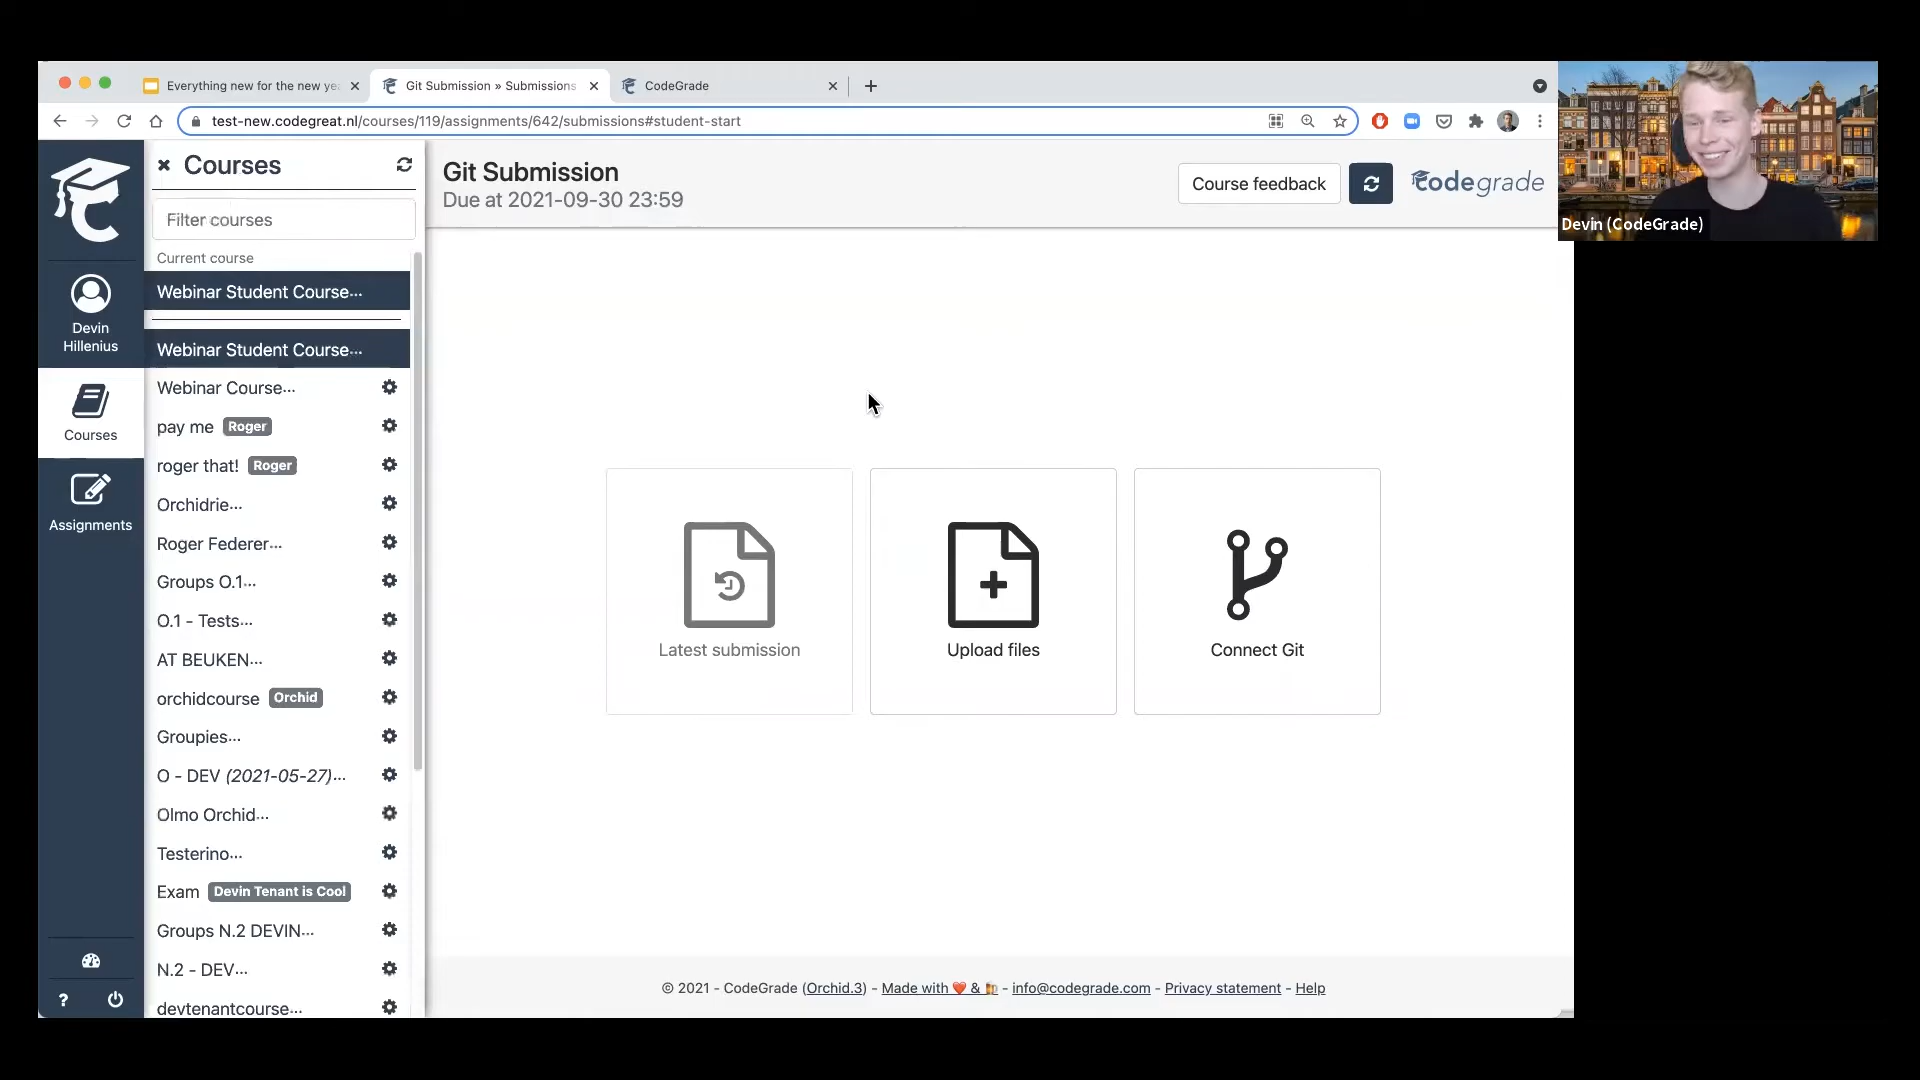 Everything new for the new ye
Git Submission » Submissions
CodeGrade
test-new.codegreat.nl/courses/119/assignments/642/submissions#student-start
Devin (CodeGrade)
Devin
Hillenius
Courses
Assignments
?
Courses
Filter courses
Current course
Webinar Student Course...
Webinar Student Course...
Webinar Course...
pay me Roger
roger that! Roger
Orchidrie...
Roger Federer...
Groups O.1...
O.1 - Tests...
AT BEUKEN...
orchidcourse Orchid
Groupies...
O - DEV (2021-05-27)...
Olmo Orchid...
Testerino...
Exam Devin Tenant is Cool
Groups N.2 DEVIN...
N.2 - DEV...
devtenantcourse...
Git Submission
Due at 2021-09-30 23:59
Course feedback
codegrade
Latest submission
Upload files
Connect Git
© 2021 - CodeGrade (Orchid.3) - Made with ❤️ & 🍻 - info@codegrade.com - Privacy statement - Help